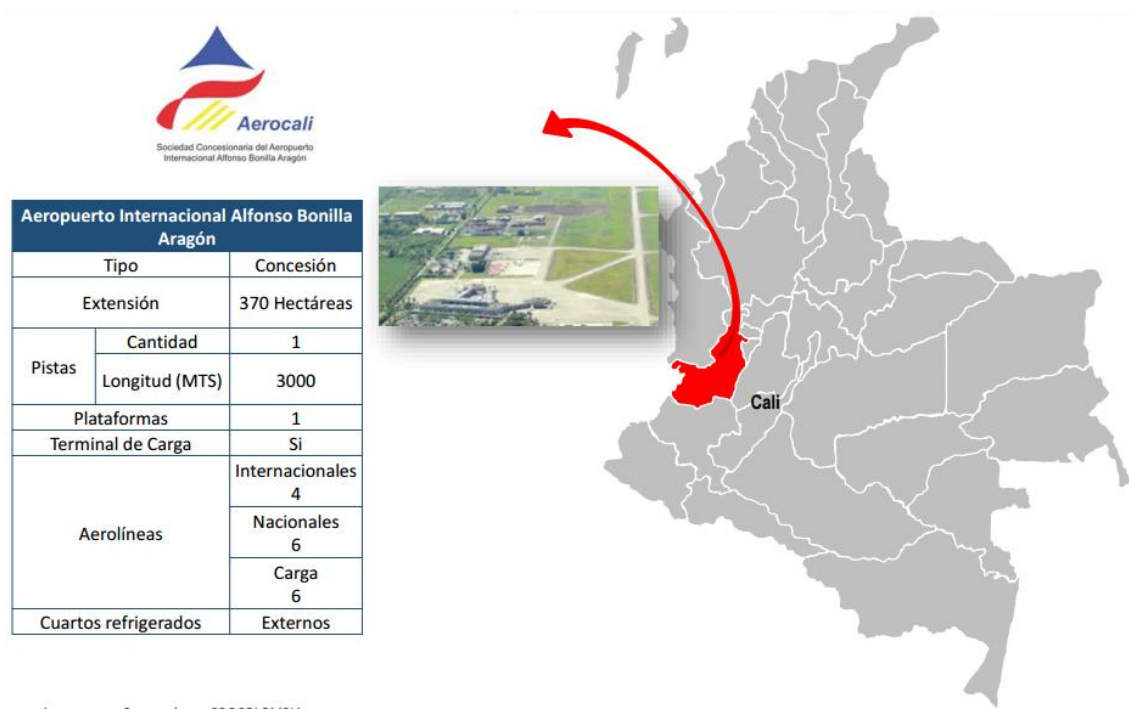 Aerocali
Sociedad Concesionaria del Aeropuerto
Internacional Alfonso Bonilla Aragón
Aeropuerto Internacional Alfonso Bonilla
Aragón
Tipo Concesión
Extensión 370 Hectáreas
Pistas Cantidad 1
Longitud (MTS) 3000
Plataformas 1
Terminal de Carga Si
Aerolíneas Internacionales
4
Nacionales
6
Carga
6
Cuartos refrigerados Externos
Cali